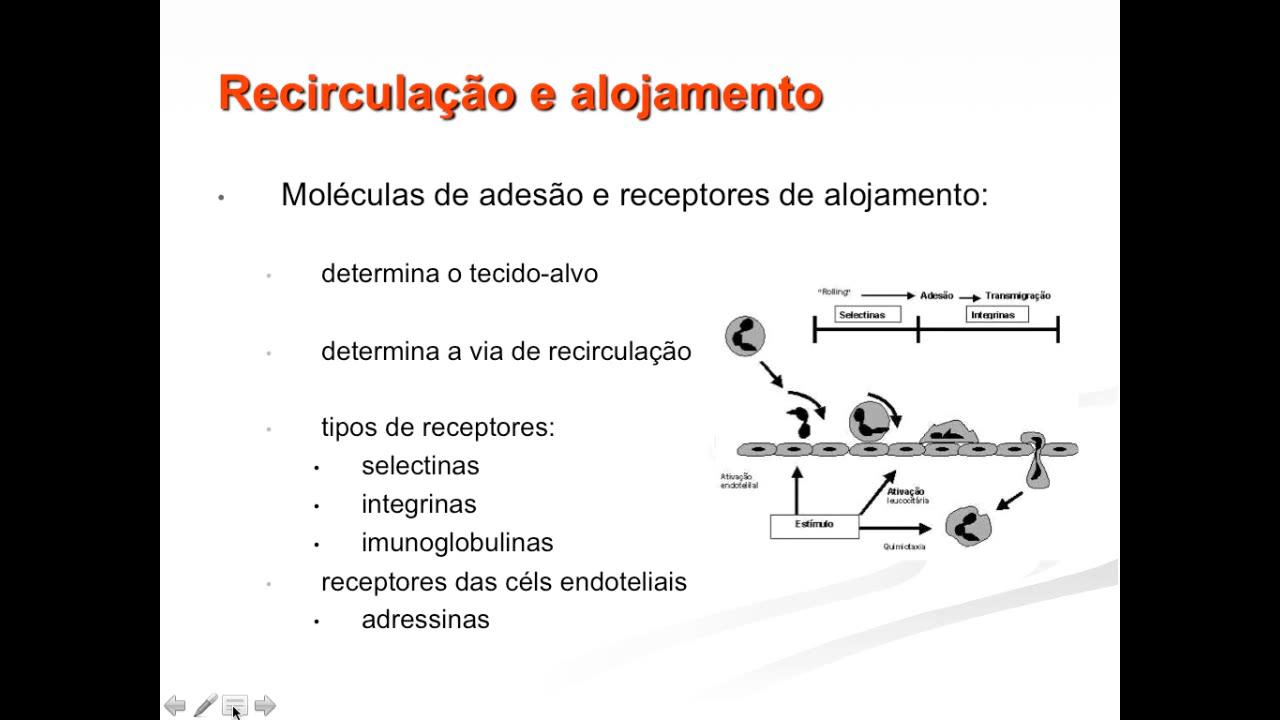 Recirculação e alojamento
• Moléculas de adesão e receptores de alojamento:
• determina o tecido-alvo
• determina a via de recirculação
• tipos de receptores:
• selectinas
• integrinas
• imunoglobulinas
• receptores das céls endoteliais
• adressinas
"Rolling" Adesão Transmigração
Selectinas Integrinas
Ativação
endotelilal
Ativação
leucocitária
Estímulo
Quimiotaxia